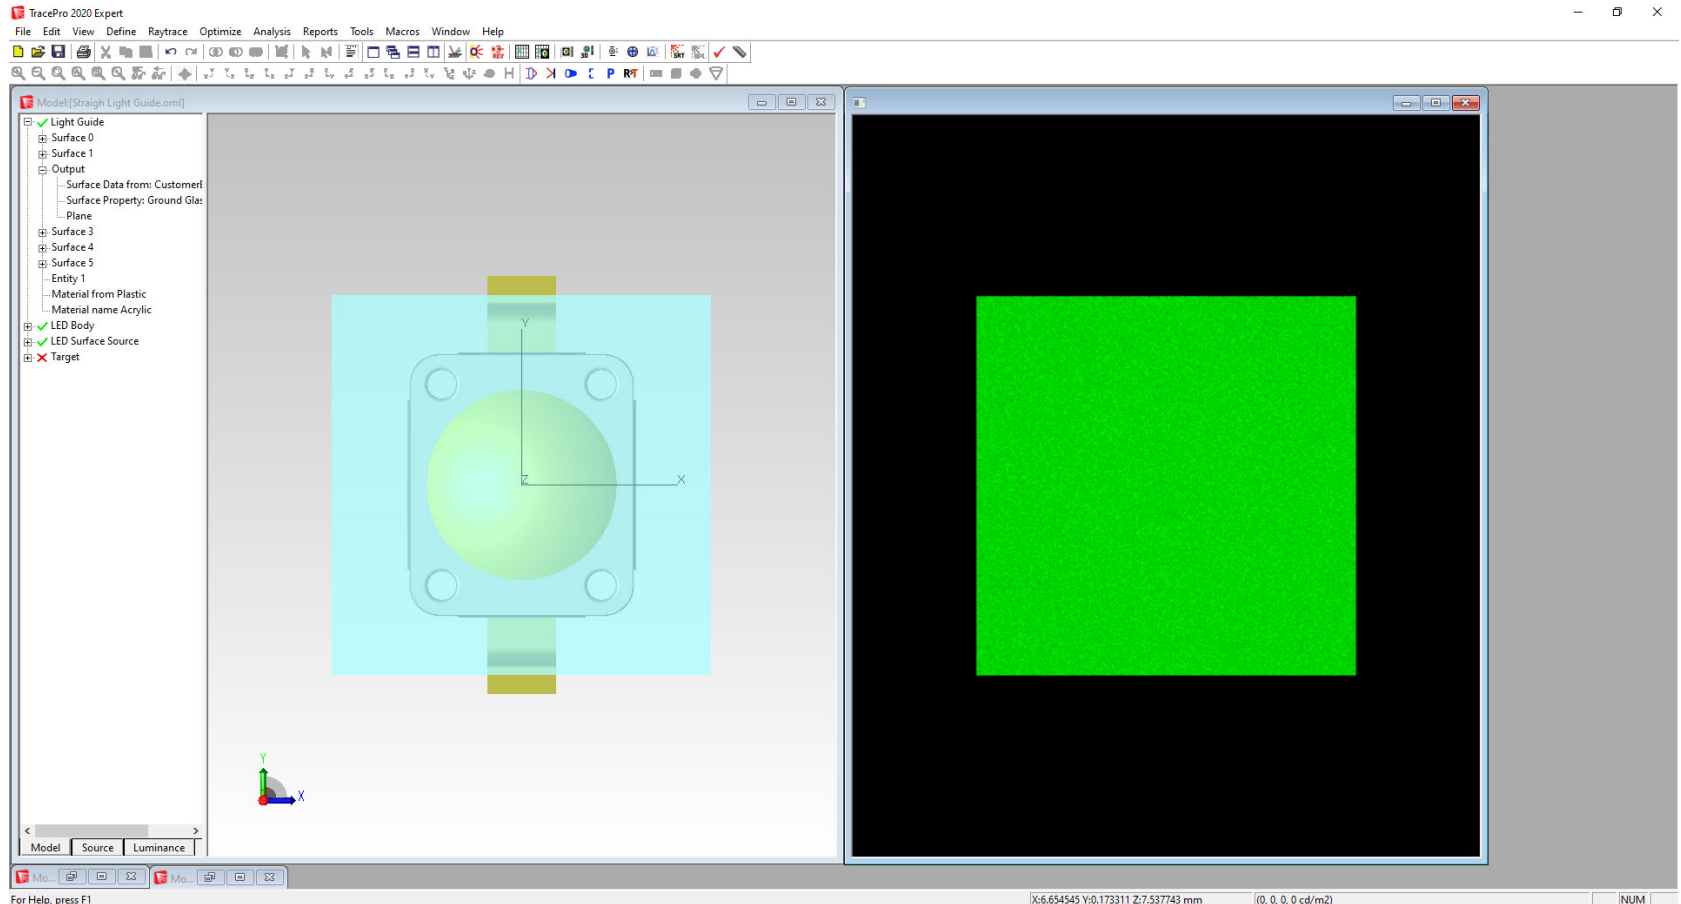 TracePro 2020 Expert
File Edit View Define Raytrace Optimize Analysis Reports Tools Macros Window Help
Model:[Straigh Light Guide.oml]
Light Guide
Surface 0
Surface 1
Output
Surface Data from: Customer
Surface Property: Ground Glas
Plane
Surface 3
Surface 4
Surface 5
Entity 1
Material from Plastic
Material name Acrylic
LED Body
LED Surface Source
Target
Y
Z
X
Y
X
Model Source Luminance
Mo...
Mo...
For Help, press F1
X:6.654545 Y:0.173311 Z:7.537743 mm
(0, 0, 0, 0 cd/m2)
NUM